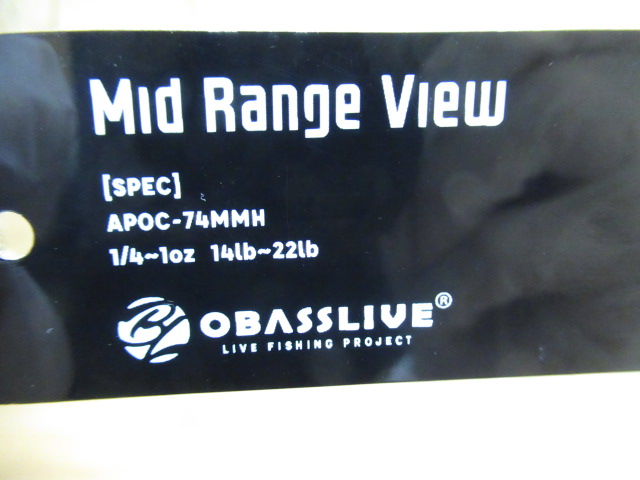 Mid Range View
[SPEC]
APOC-74MMH
1/4~1oz 14lb~22lb
OBASSLIVE®
LIVE FISHING PROJECT